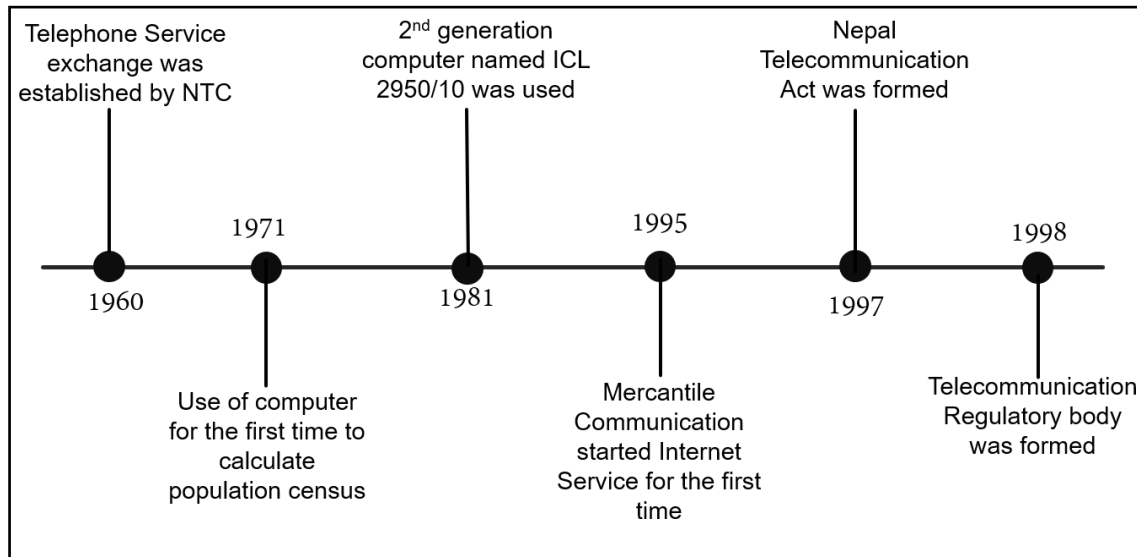 Telephone Service
exchange was
established by NTC
1960
1971
Use of computer
for the first time to
calculate
population census
2nd generation
computer named ICL
2950/10 was used
1981
1995
Mercantile
Communication
started Internet
Service for the first
time
Nepal
Telecommunication
Act was formed
1997
1998
Telecommunication
Regulatory body
was formed